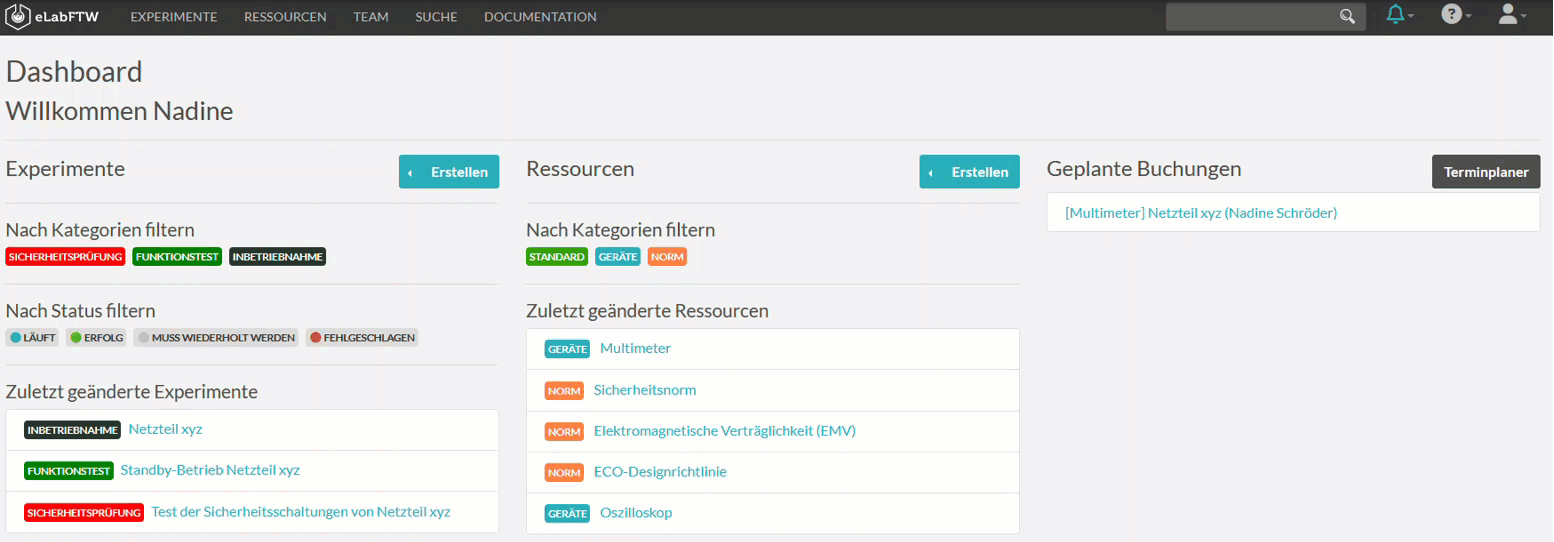 eLabFTW EXPERIMENTE RESSOURCEN TEAM SUCHE DOCUMENTATION
Dashboard
Willkommen Nadine
Experimente
Erstellen
Nach Kategorien filtern
SICHERHEITSPRÜFUNG FUNKTIONSTEST INBETRIEBNAHME
Nach Status filtern
LÄUFT ERFOLG MUSS WIEDERHOLT WERDEN FEHLGESCHLAGEN
Zuletzt geänderte Experimente
INBETRIEBNAHME Netzteil xyz
FUNKTIONSTEST Standby-Betrieb Netzteil xyz
SICHERHEITSPRÜFUNG Test der Sicherheitsschaltungen von Netzteil xyz
Ressourcen
Erstellen
Nach Kategorien filtern
STANDARD GERÄTE NORM
Zuletzt geänderte Ressourcen
GERÄTE Multimeter
NORM Sicherheitsnorm
NORM Elektromagnetische Verträglichkeit (EMV)
NORM ECO-Designrichtlinie
GERÄTE Oszilloskop
Geplante Buchungen
Terminplaner
[Multimeter] Netzteil xyz (Nadine Schröder)